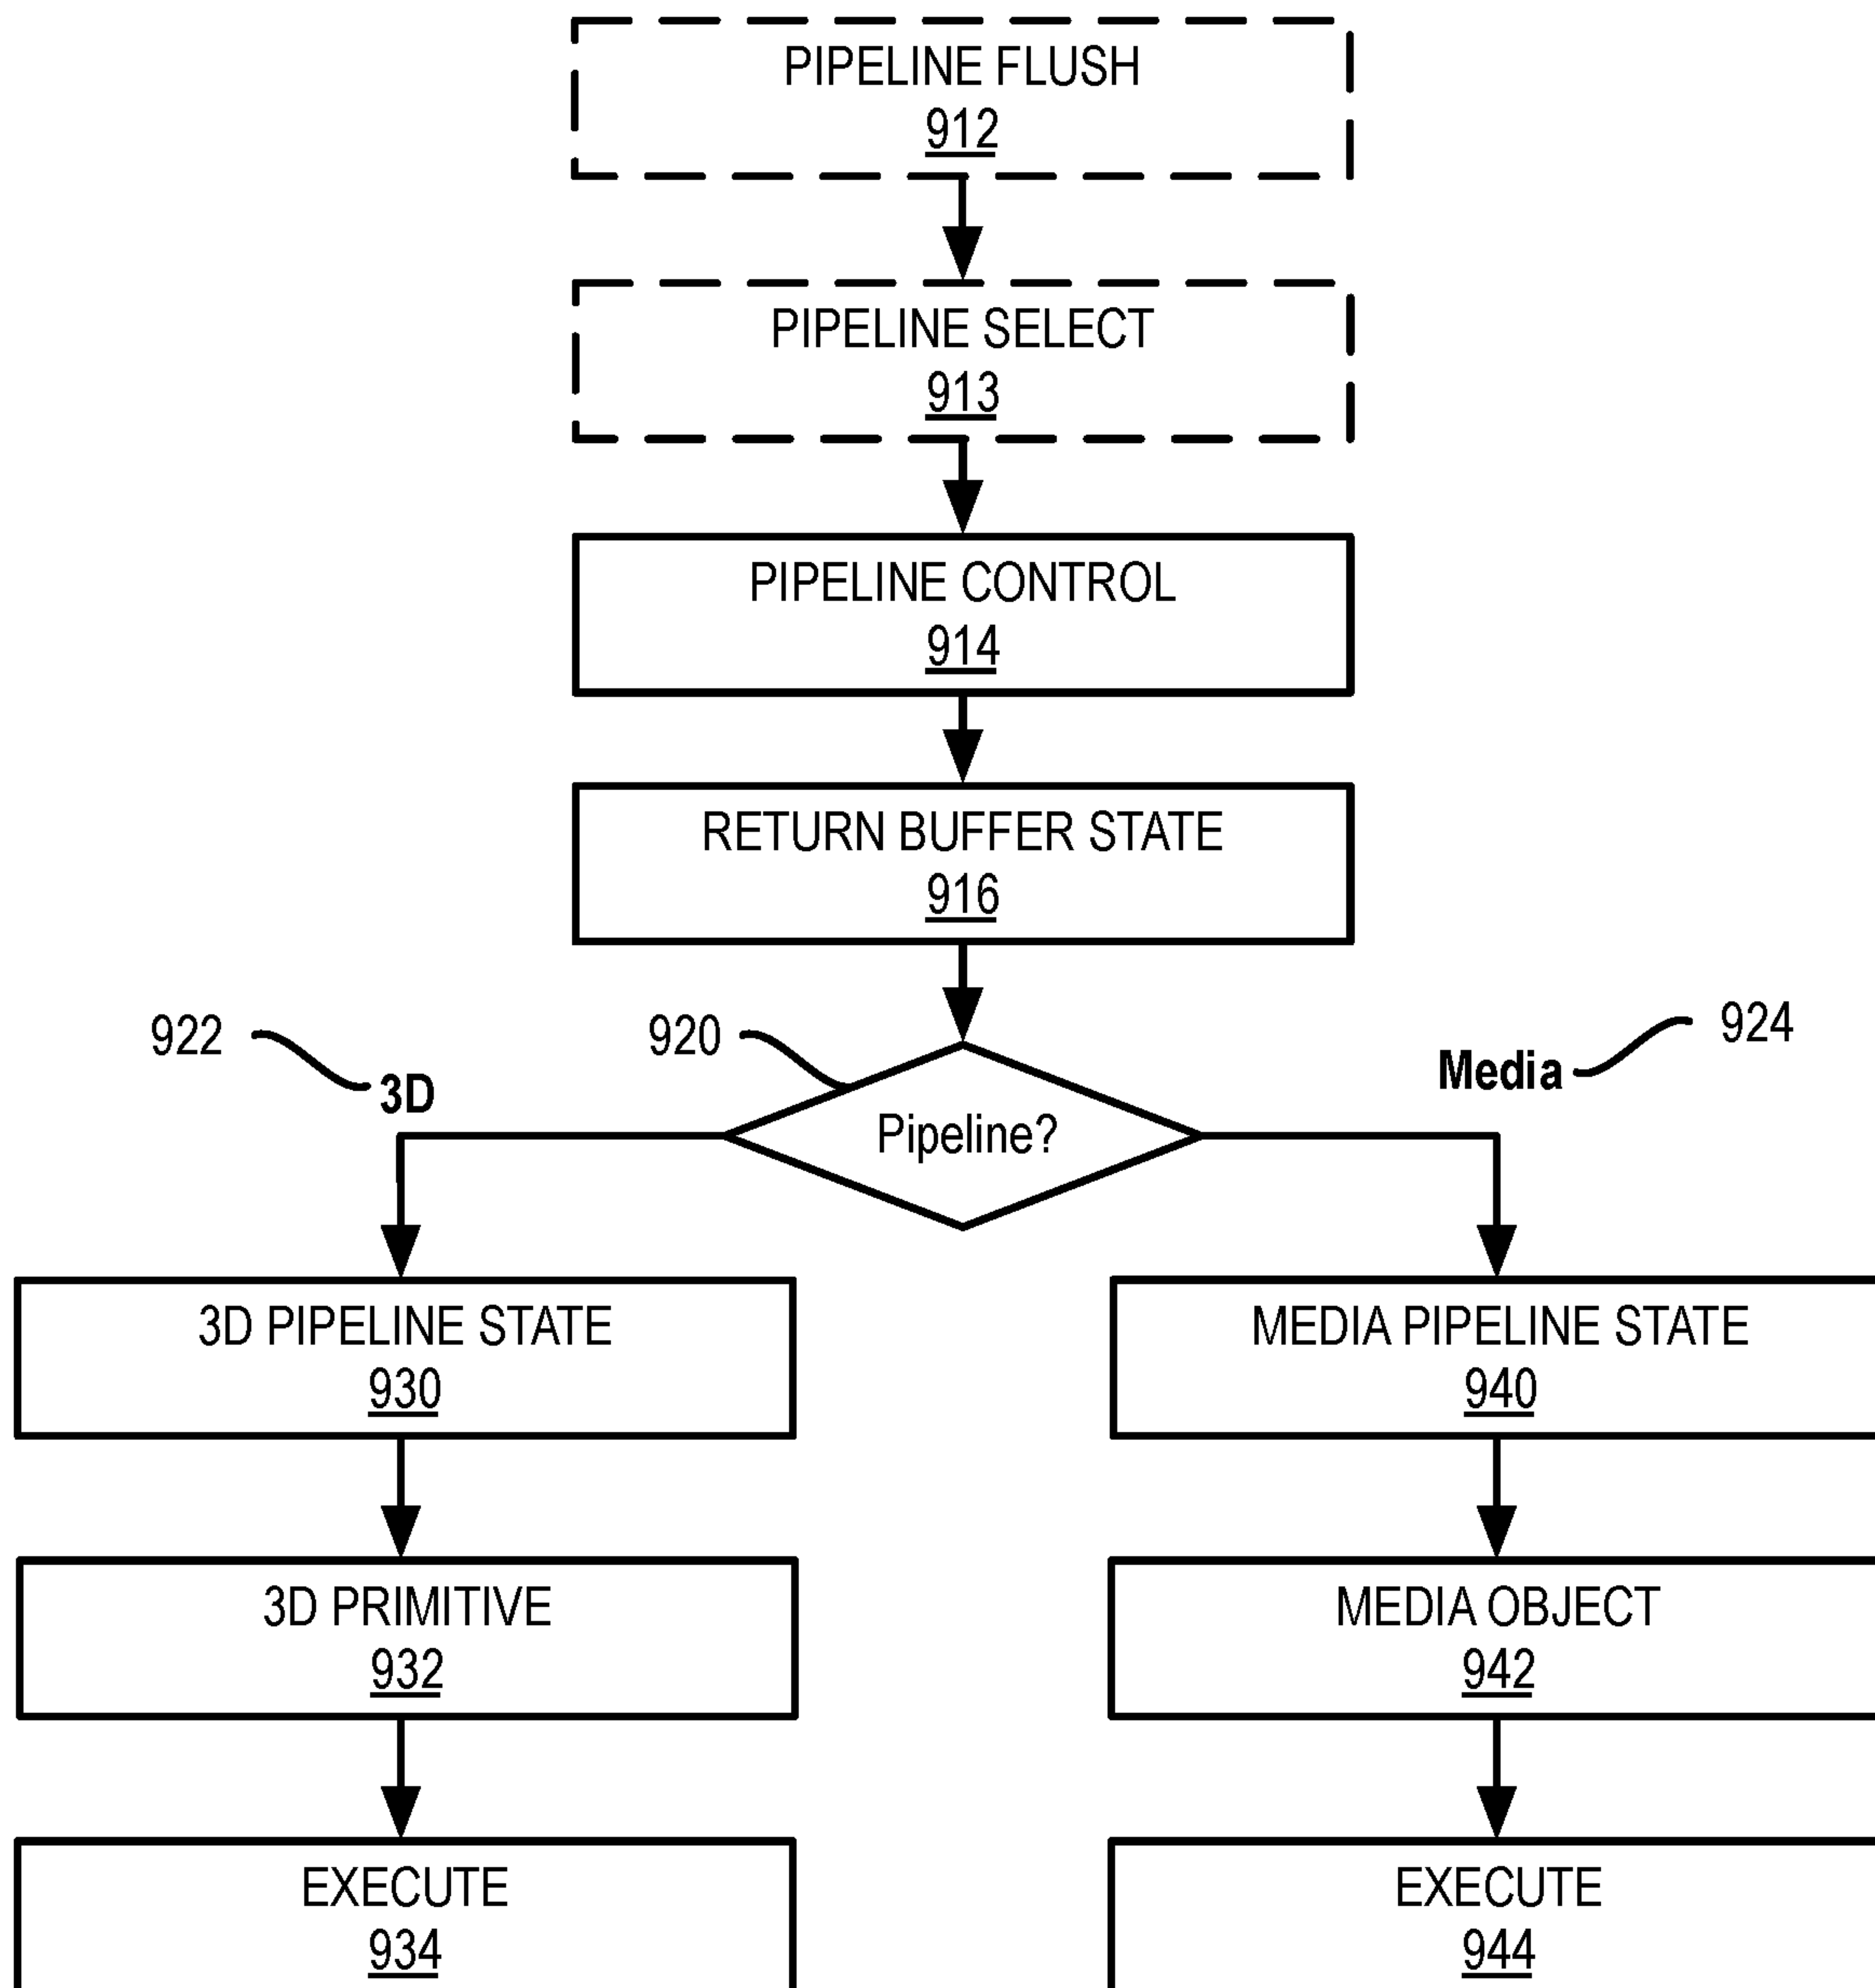 PIPELINE FLUSH
912
PIPELINE SELECT
913
PIPELINE CONTROL
914
RETURN BUFFER STATE
916
922
920
924
3D
Media
Pipeline?
3D PIPELINE STATE
930
MEDIA PIPELINE STATE
940
3D PRIMITIVE
932
MEDIA OBJECT
942
EXECUTE
934
EXECUTE
944